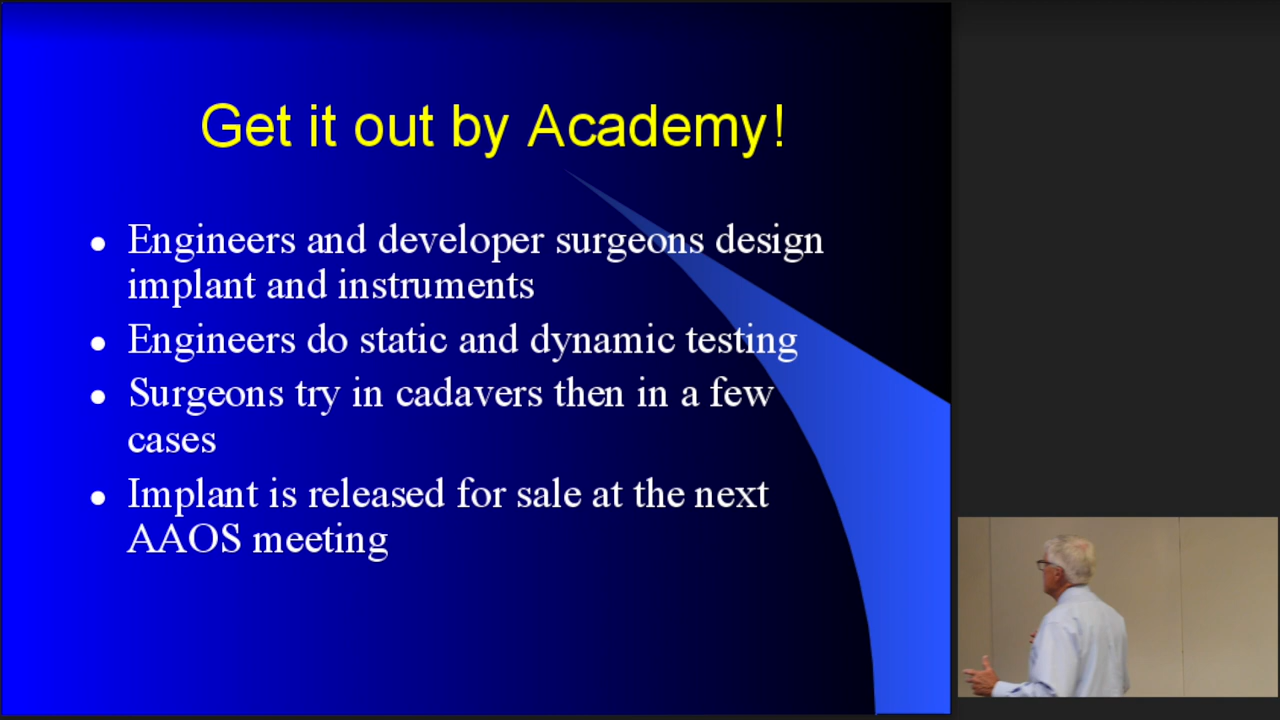 Get it out by Academy!
Engineers and developer surgeons design
implant and instruments
Engineers do static and dynamic testing
Surgeons try in cadavers then in a few
cases
Implant is released for sale at the next
AAOS meeting